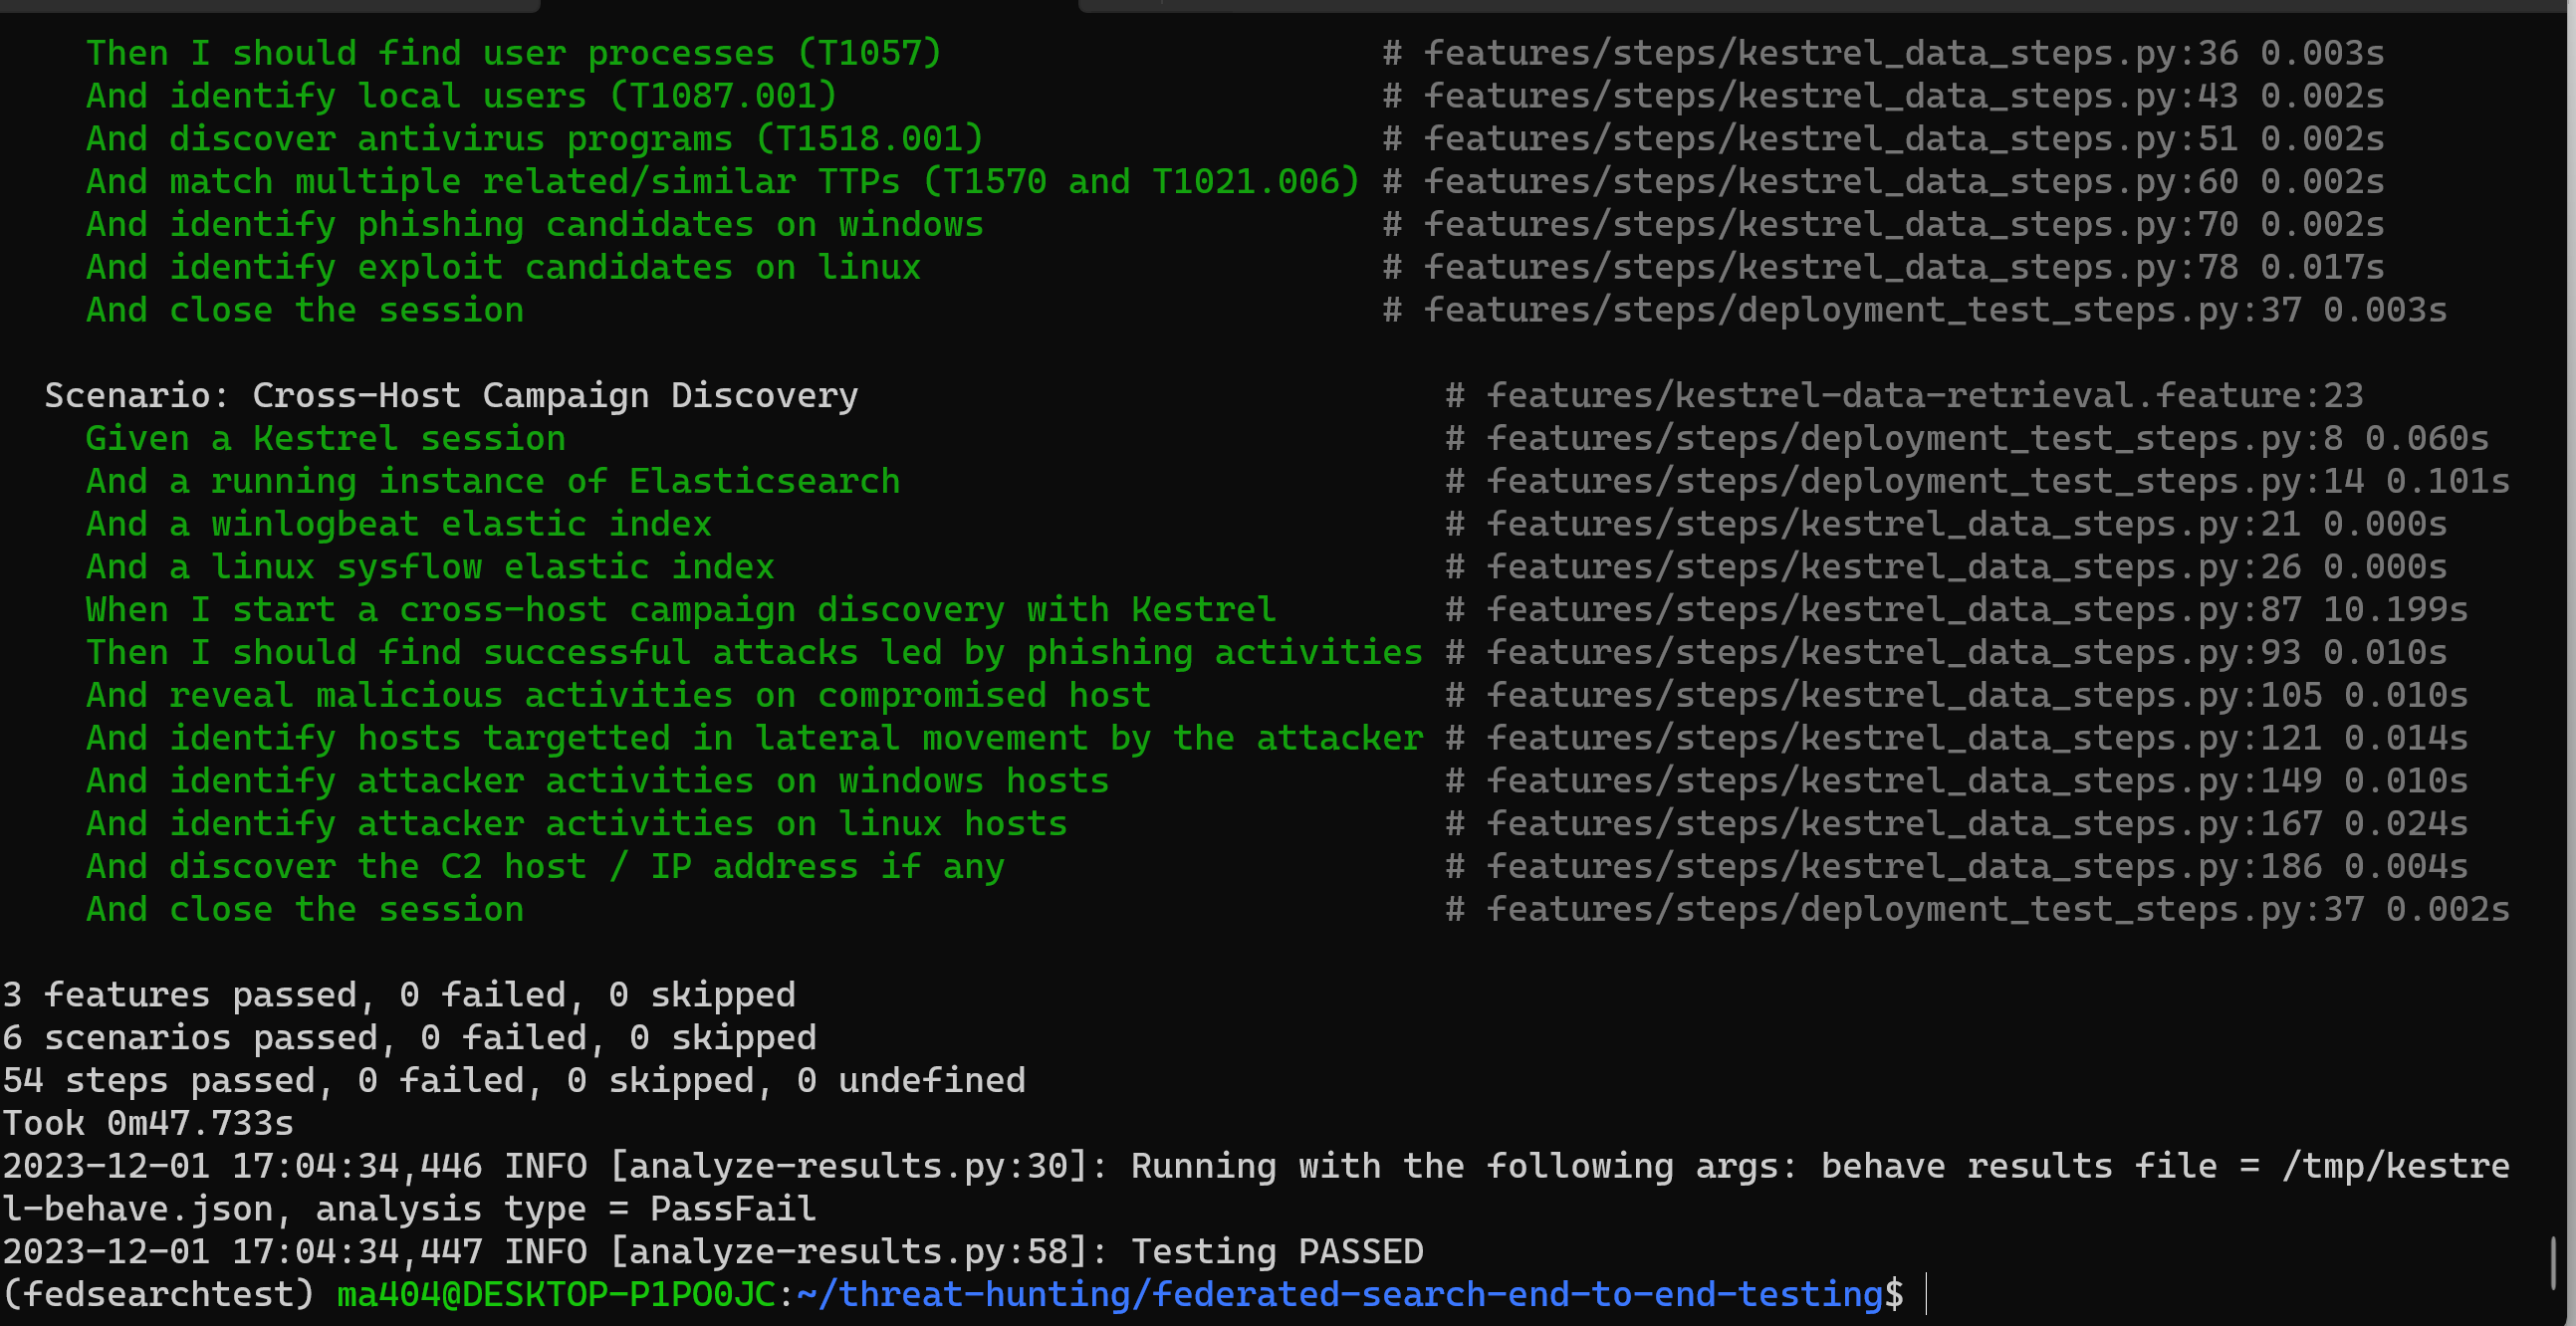 Then I should find user processes (T1057) # features/steps/kestrel_data_steps.py:36 0.003s
And identify local users (T1087.001) # features/steps/kestrel_data_steps.py:43 0.002s
And discover antivirus programs (T1518.001) # features/steps/kestrel_data_steps.py:51 0.002s
And match multiple related/similar TTPs (T1570 and T1021.006) # features/steps/kestrel_data_steps.py:60 0.002s
And identify phishing candidates on windows # features/steps/kestrel_data_steps.py:70 0.002s
And identify exploit candidates on linux # features/steps/kestrel_data_steps.py:78 0.017s
And close the session # features/steps/deployment_test_steps.py:37 0.003s
Scenario: Cross-Host Campaign Discovery # features/kestrel-data-retrieval.feature:23
Given a Kestrel session # features/steps/deployment_test_steps.py:8 0.060s
And a running instance of Elasticsearch # features/steps/deployment_test_steps.py:14 0.101s
And a winlogbeat elastic index # features/steps/kestrel_data_steps.py:21 0.000s
And a linux sysflow elastic index # features/steps/kestrel_data_steps.py:26 0.000s
When I start a cross-host campaign discovery with Kestrel # features/steps/kestrel_data_steps.py:87 10.199s
Then I should find successful attacks led by phishing activities # features/steps/kestrel_data_steps.py:93 0.010s
And reveal malicious activities on compromised host # features/steps/kestrel_data_steps.py:105 0.010s
And identify hosts targetted in lateral movement by the attacker # features/steps/kestrel_data_steps.py:121 0.014s
And identify attacker activities on windows hosts # features/steps/kestrel_data_steps.py:149 0.010s
And identify attacker activities on linux hosts # features/steps/kestrel_data_steps.py:167 0.024s
And discover the C2 host / IP address if any # features/steps/kestrel_data_steps.py:186 0.004s
And close the session # features/steps/deployment_test_steps.py:37 0.002s
3 features passed, 0 failed, 0 skipped
6 scenarios passed, 0 failed, 0 skipped
54 steps passed, 0 failed, 0 skipped, 0 undefined
Took 0m47.733s
2023-12-01 17:04:34,446 INFO [analyze-results.py:30]: Running with the following args: behave results file = /tmp/kestre
l-behave.json, analysis type = PassFail
2023-12-01 17:04:34,447 INFO [analyze-results.py:58]: Testing PASSED
(fedsearchtest) ma404@DESKTOP-P1PO0JC:~/threat-hunting/federated-search-end-to-end-testing$